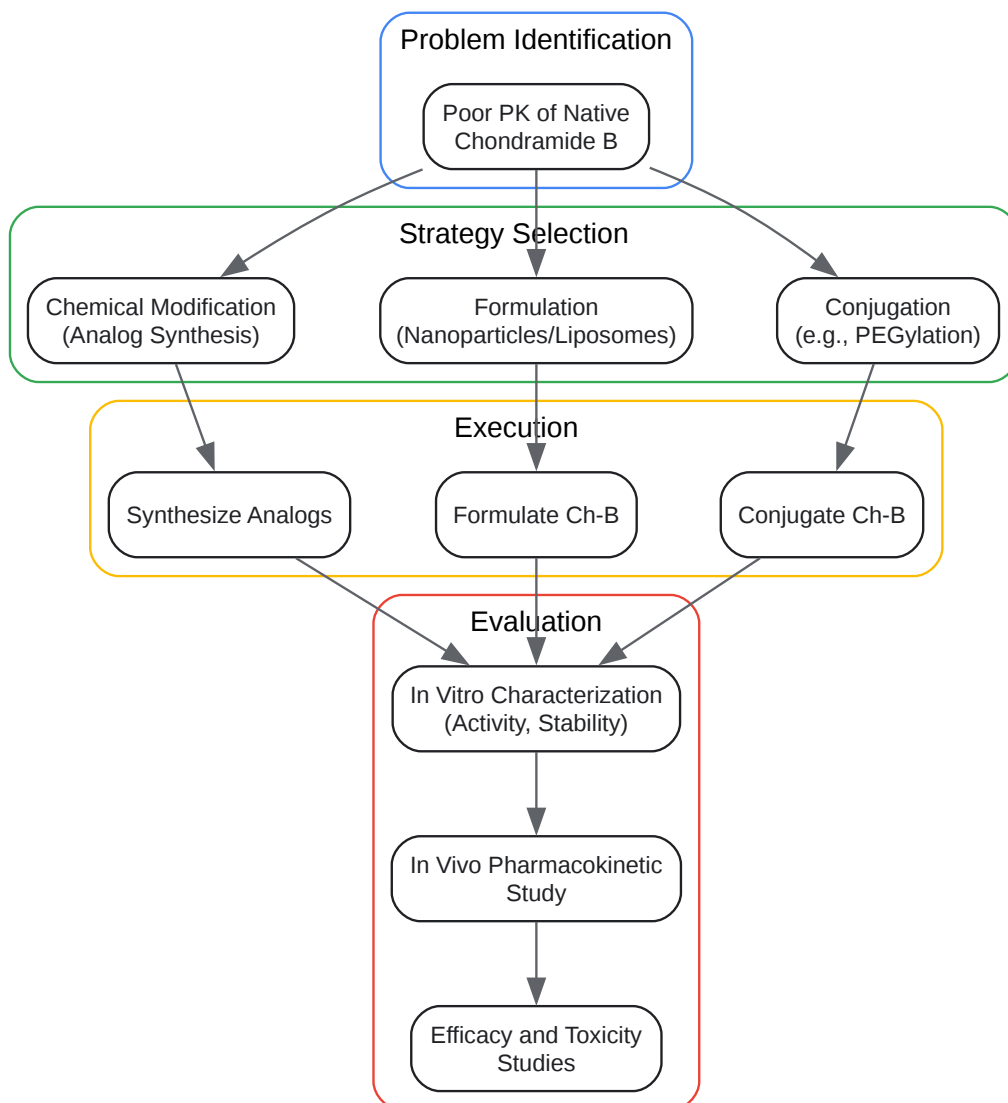 Problem Identification
Poor PK of Native
Chondramide B
Strategy Selection
Chemical Modification
(Analog Synthesis)
Formulation
(Nanoparticles/Liposomes)
Conjugation
(e.g., PEGylation)
Execution
Synthesize Analogs
Formulate Ch-B
Conjugate Ch-B
Evaluation
In Vitro Characterization
(Activity, Stability)
In Vivo Pharmacokinetic
Study
Efficacy and Toxicity
Studies